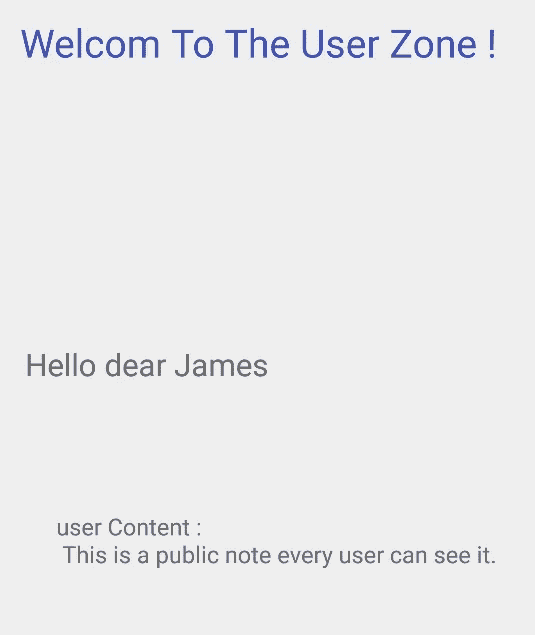 Welcom To The User Zone !
Hello dear James
user Content :
This is a public note every user can see it.